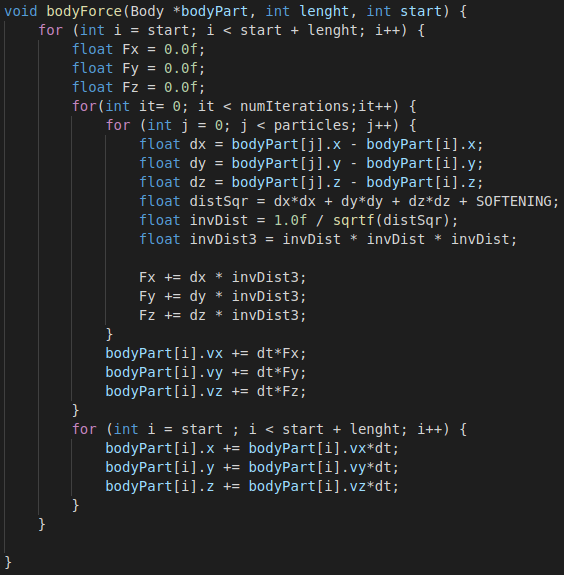 void bodyForce(Body *bodyPart, int lenght, int start) {
    for (int i = start; i < start + lenght; i++) {
        float Fx = 0.0f;
        float Fy = 0.0f;
        float Fz = 0.0f;
        for(int it= 0; it < numIterations;it++) {
            for (int j = 0; j < particles; j++) {
                float dx = bodyPart[j].x - bodyPart[i].x;
                float dy = bodyPart[j].y - bodyPart[i].y;
                float dz = bodyPart[j].z - bodyPart[i].z;
                float distSqr = dx*dx + dy*dy + dz*dz + SOFTENING;
                float invDist = 1.0f / sqrtf(distSqr);
                float invDist3 = invDist * invDist * invDist;

                Fx += dx * invDist3;
                Fy += dy * invDist3;
                Fz += dz * invDist3;
            }
            bodyPart[i].vx += dt*Fx;
            bodyPart[i].vy += dt*Fy;
            bodyPart[i].vz += dt*Fz;
        }
        for (int i = start ; i < start + lenght; i++) {
            bodyPart[i].x += bodyPart[i].vx*dt;
            bodyPart[i].y += bodyPart[i].vy*dt;
            bodyPart[i].z += bodyPart[i].vz*dt;
        }
    }

}